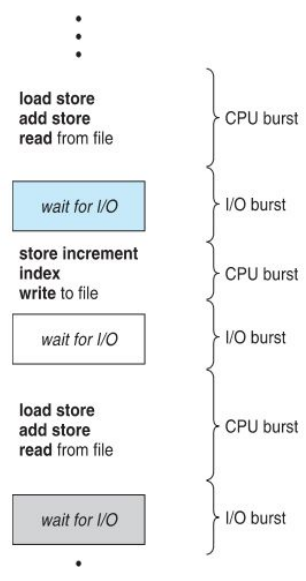 load store
add store
read from file
CPU burst
wait for I/O
I/O burst
store increment
index
write to file
CPU burst
wait for I/O
I/O burst
load store
add store
read from file
CPU burst
wait for I/O
I/O burst